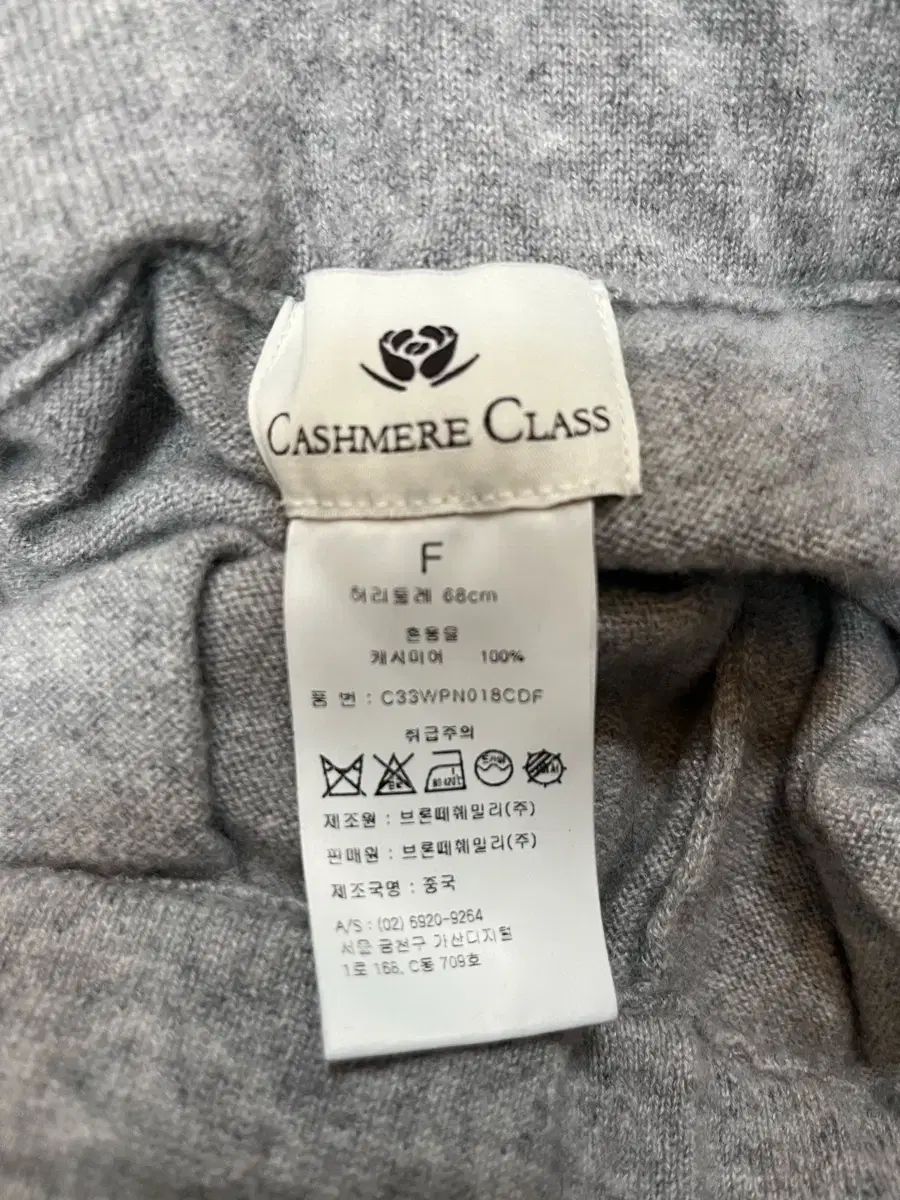 CASHMERE CLASS
F
허리둘레 68cm
혼용율
캐시미어 100%
품 번 : C33WPN018CDF
취급주의
제조원 : 브론떼훼밀리(주)
판매원 : 브론떼훼밀리(주)
제조국명 : 중국
A/S : (02) 6920-9264
서울 금천구 가산디지털
1로 168, C동 709호